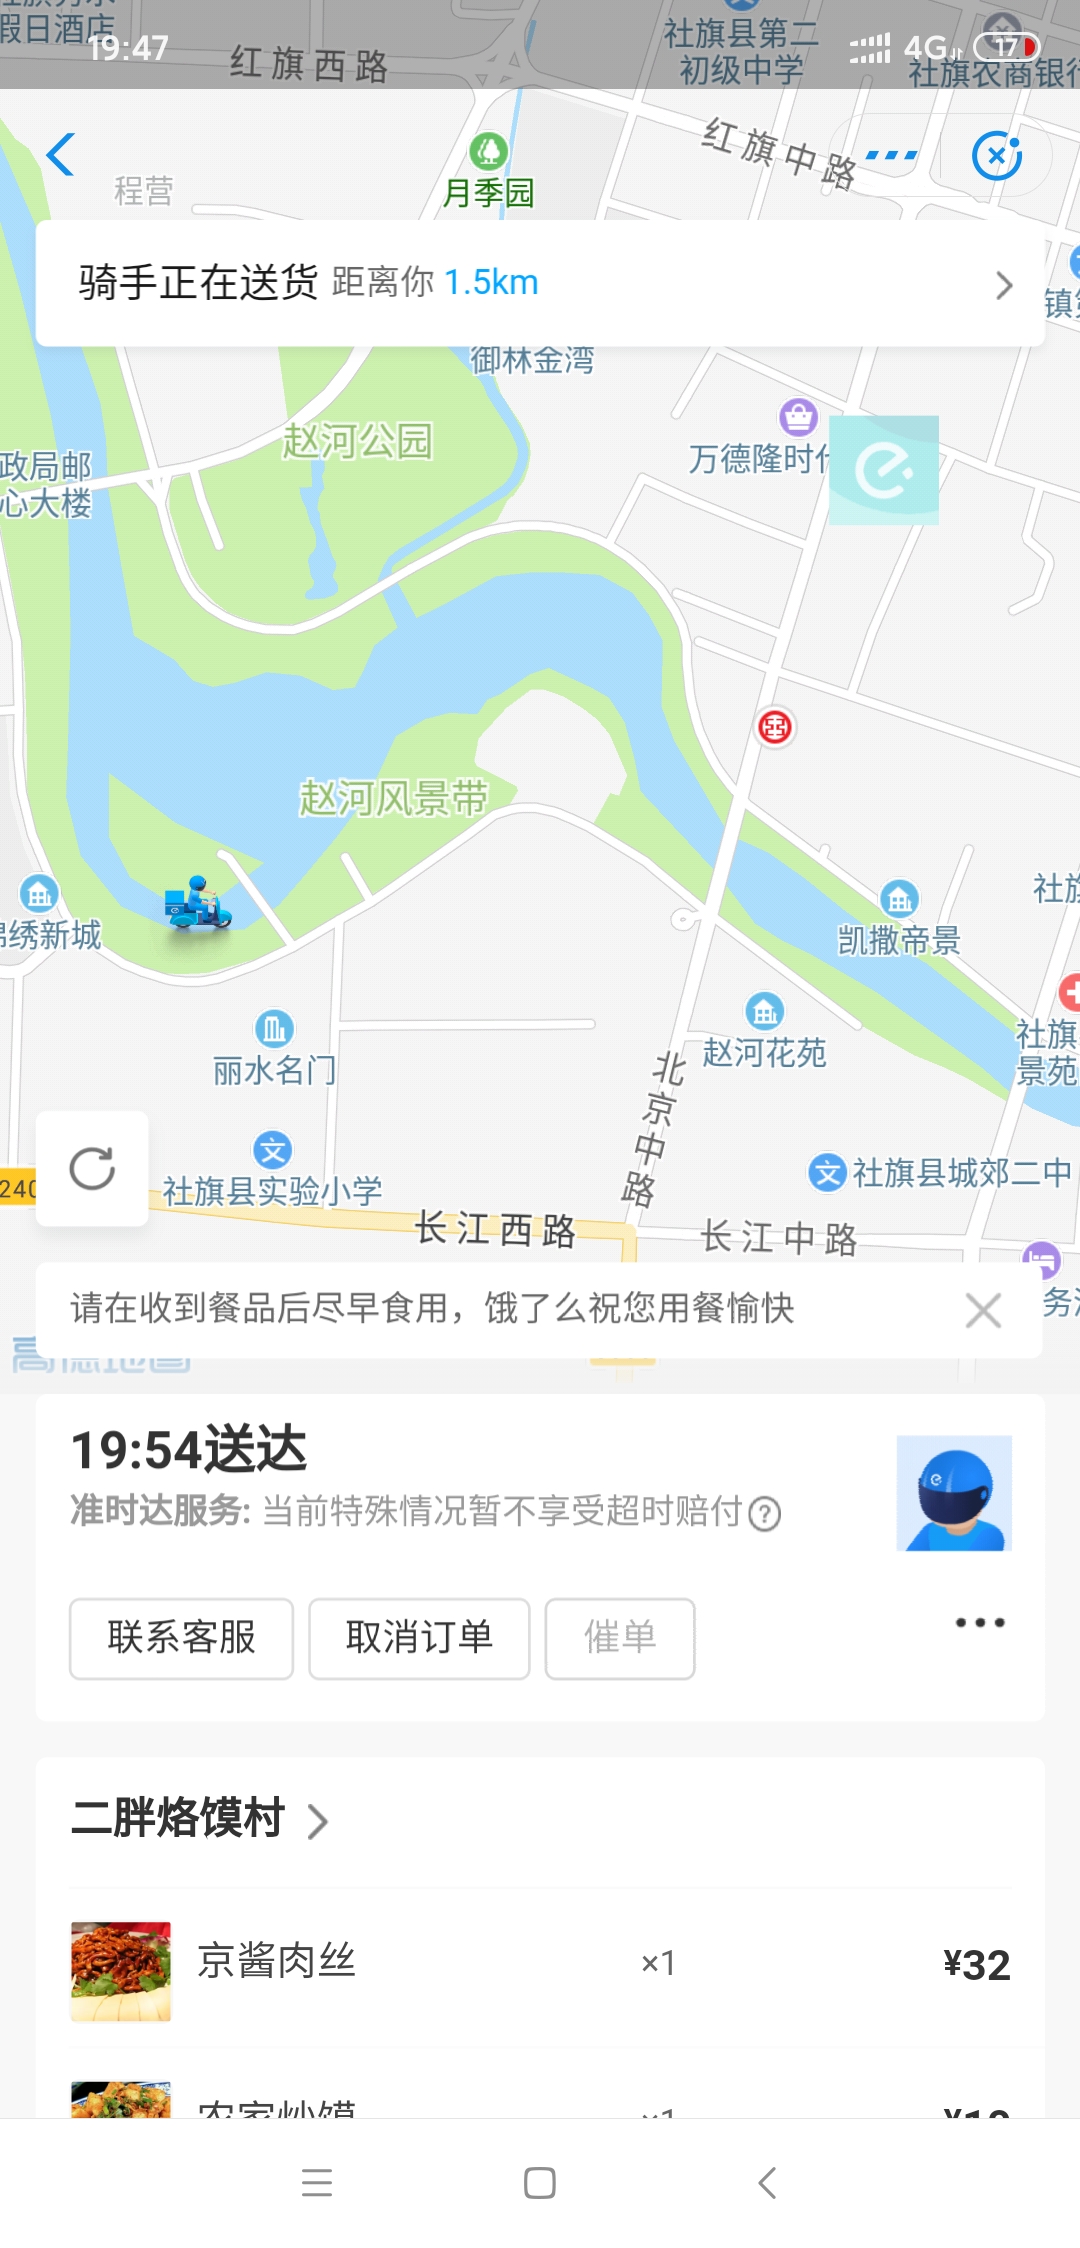 假日酒店
19:47
红旗西路
社旗县第二
初级中学
4G
17
社旗农商银行
红旗中路
程营
月季园
骑手正在送货 距离你 1.5km
镇第
御林金湾
赵河公园
万德隆时代
政局邮
心大楼
赵河风景带
锦绣新城
凯撒帝景
社旗
丽水名门
赵河花苑
社旗
景苑
北京中路
240
社旗县实验小学
社旗县城郊二中
长江西路
长江中路
请在收到餐品后尽早食用，饿了么祝您用餐愉快
务
高德地图
19:54送达
准时达服务: 当前特殊情况暂不享受超时赔付?
联系客服
取消订单
催单
二胖烙馍村
京酱肉丝 ×1 ¥32
农家炒馍 ×1